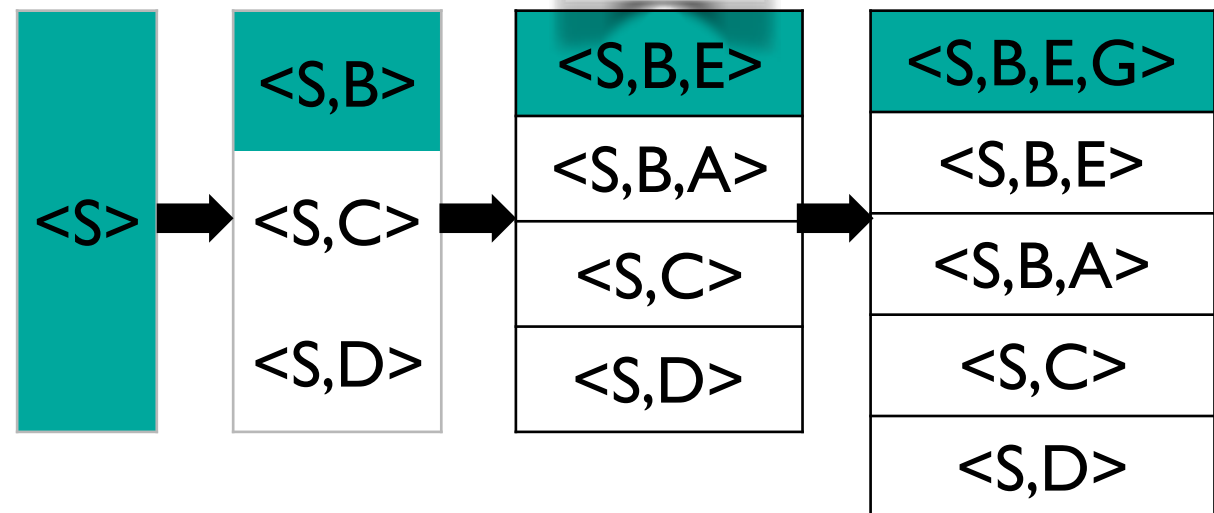 <S>
<S,B>
<S,C>
<S,D>
<S,B,E>
<S,B,A>
<S,C>
<S,D>
<S,B,E,G>
<S,B,E>
<S,B,A>
<S,C>
<S,D>